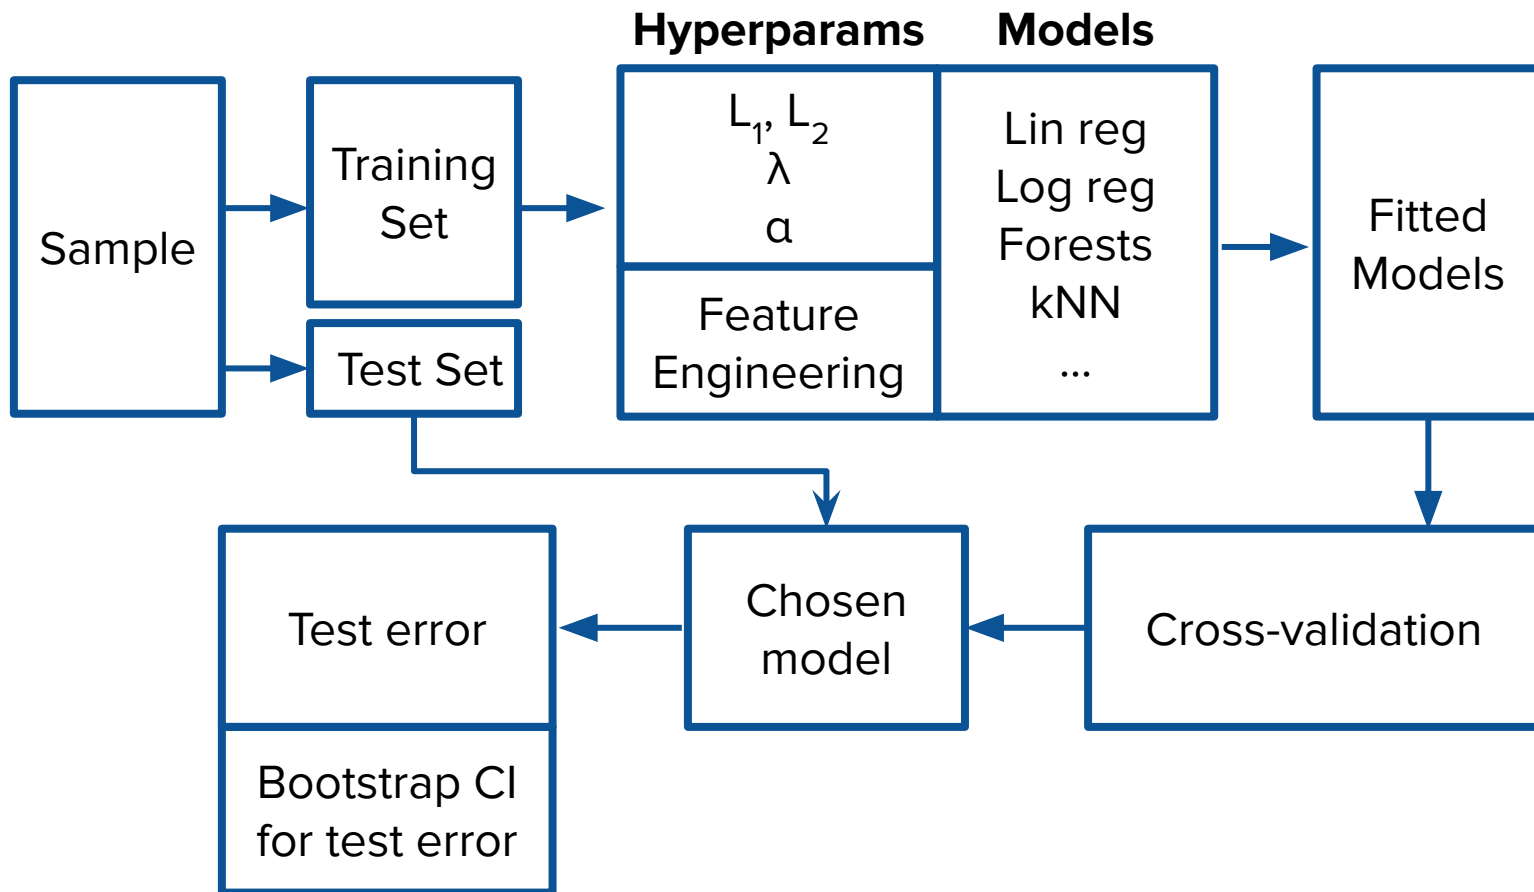 Hyperparams
Models
Sample
Training
Set
Test Set
L₁, L₂
λ
α
Feature
Engineering
Lin reg
Log reg
Forests
kNN
...
Fitted
Models
Test error
Bootstrap CI
for test error
Chosen
model
Cross-validation